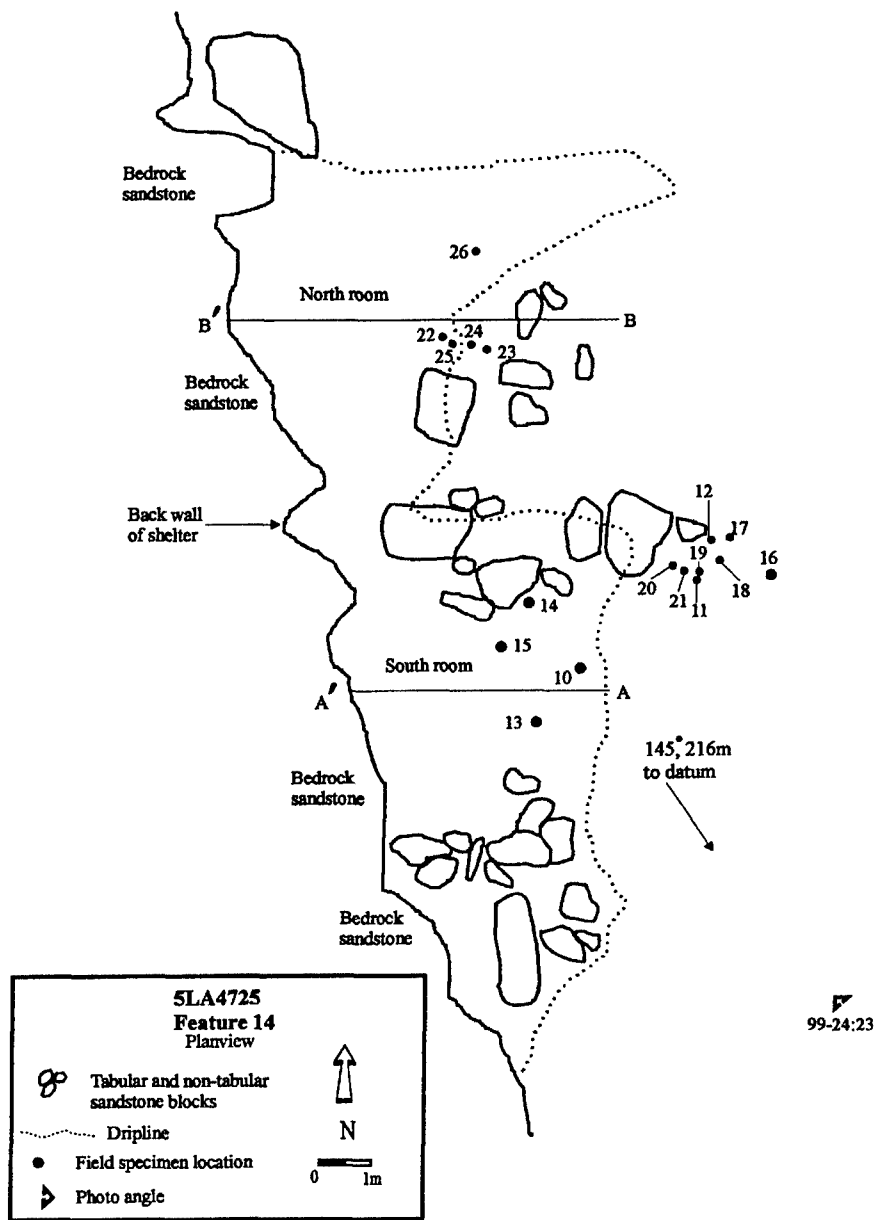 Bedrock
sandstone
26
North room
B'
B
22
24
25
23
Bedrock
sandstone
Back wall
of shelter
12
17
19
16
20
21
18
11
14
15
South room
10
A'
A
13
145, 216m
to datum
Bedrock
sandstone
Bedrock
sandstone
99-24:23
5LA4725
Feature 14
Planview
Tabular and non-tabular
sandstone blocks
Dripline
N
Field specimen location
0 1m
Photo angle